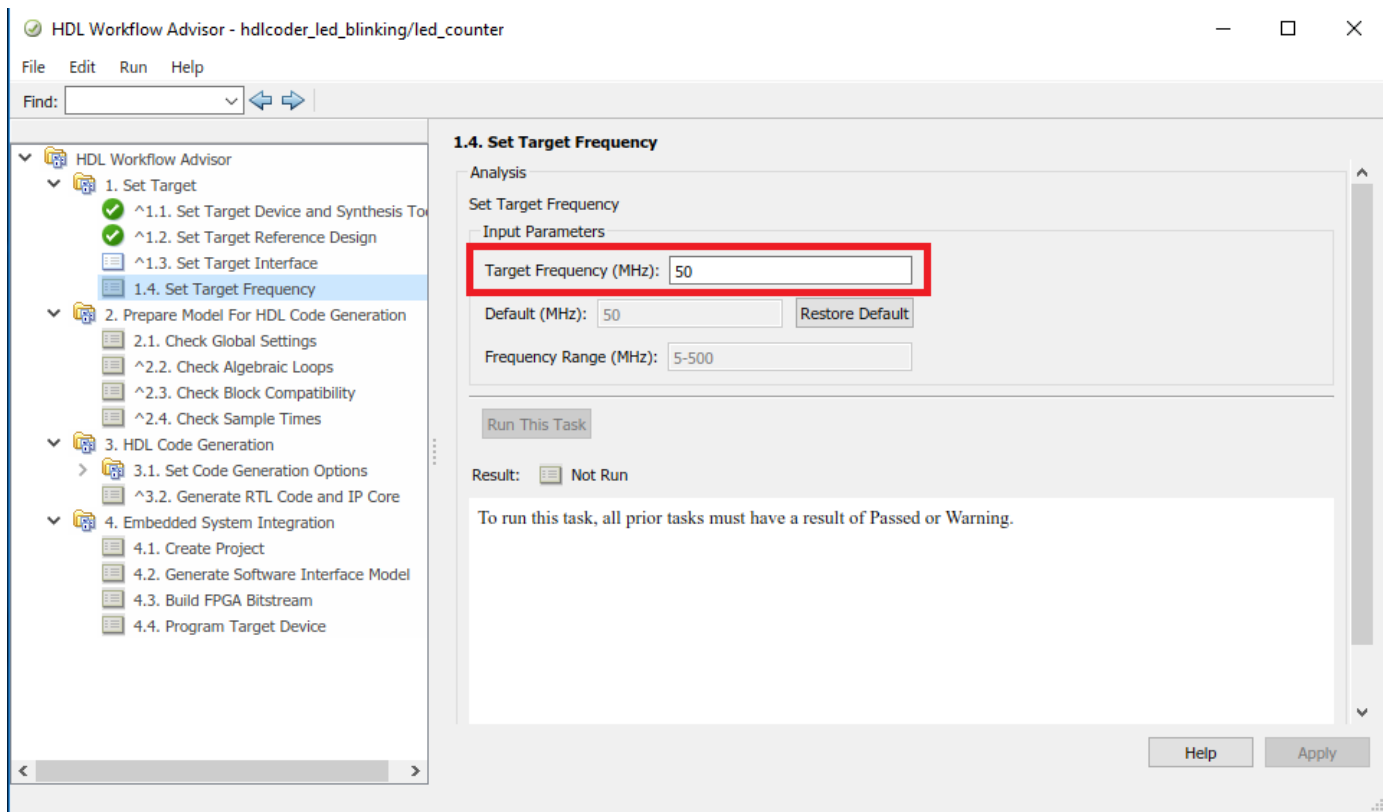 HDL Workflow Advisor - hdlcoder_led_blinking/led_counter
File Edit Run Help
Find:
HDL Workflow Advisor
1. Set Target
^1.1. Set Target Device and Synthesis To
^1.2. Set Target Reference Design
^1.3. Set Target Interface
1.4. Set Target Frequency
2. Prepare Model For HDL Code Generation
2.1. Check Global Settings
^2.2. Check Algebraic Loops
^2.3. Check Block Compatibility
^2.4. Check Sample Times
3. HDL Code Generation
3.1. Set Code Generation Options
^3.2. Generate RTL Code and IP Core
4. Embedded System Integration
4.1. Create Project
4.2. Generate Software Interface Model
4.3. Build FPGA Bitstream
4.4. Program Target Device
1.4. Set Target Frequency
Analysis
Set Target Frequency
Input Parameters
Target Frequency (MHz): 50
Default (MHz): 50 Restore Default
Frequency Range (MHz): 5-500
Run This Task
Result: Not Run
To run this task, all prior tasks must have a result of Passed or Warning.
Help Apply